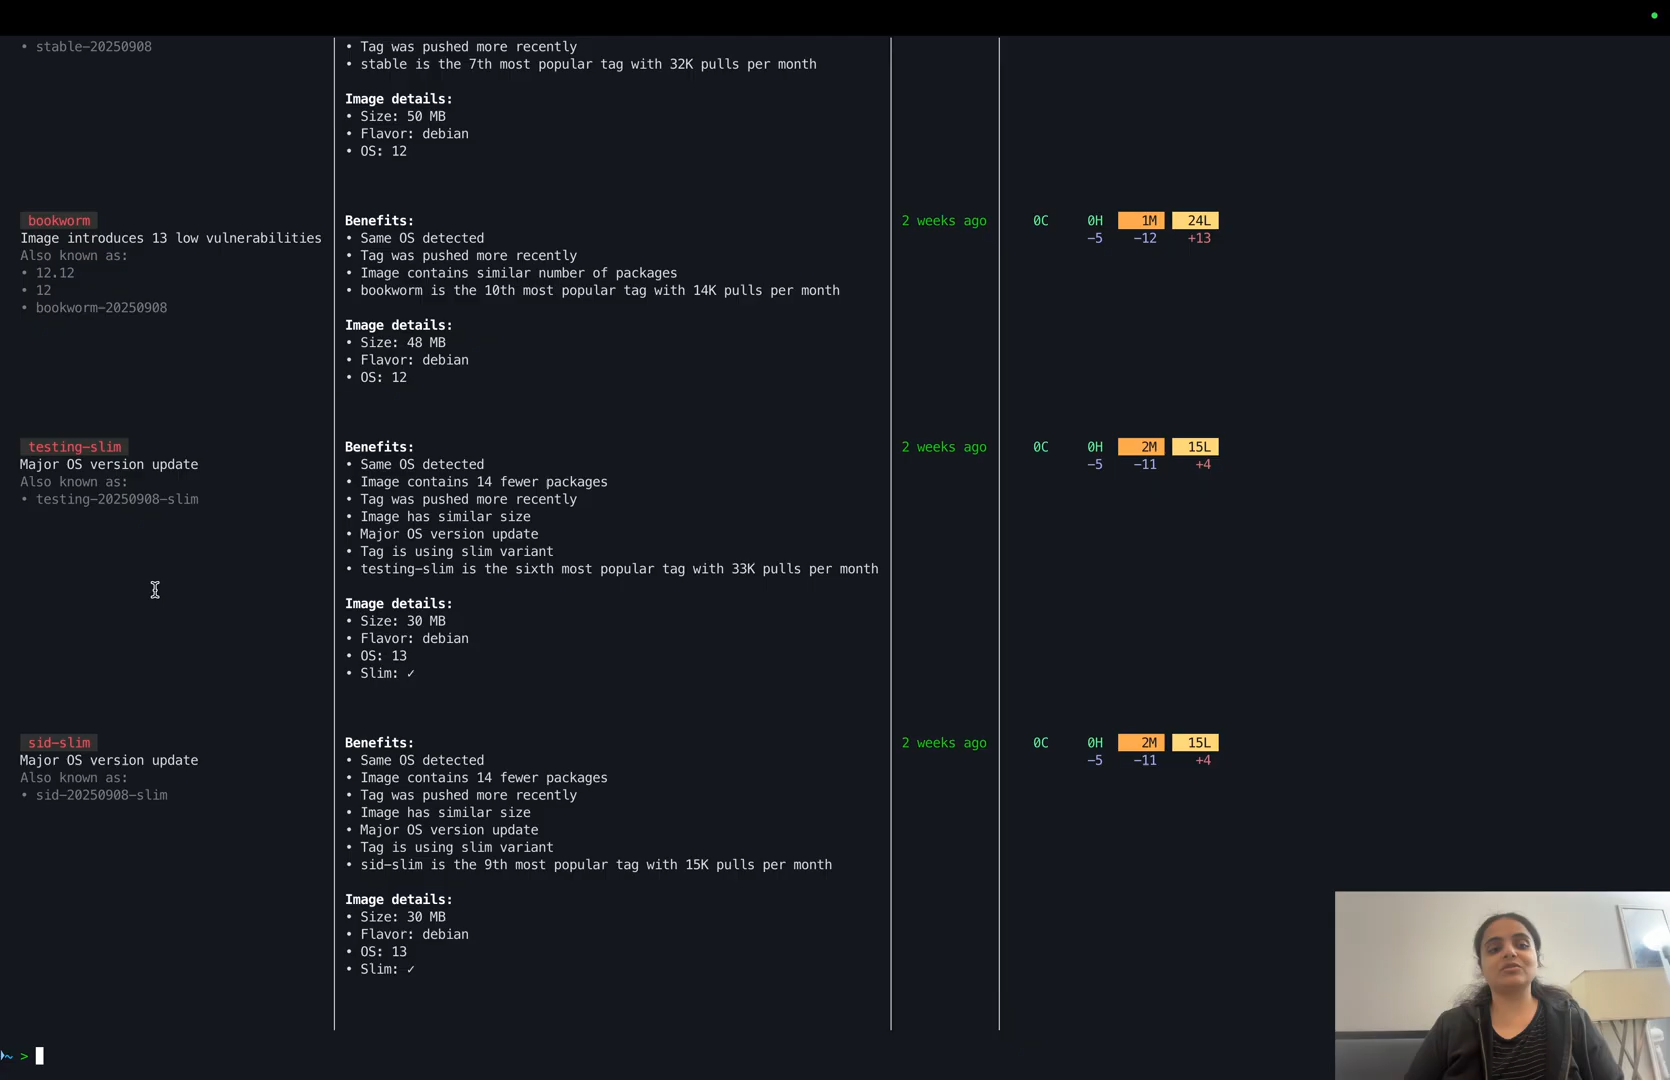 • stable-20250908
• Tag was pushed more recently
• stable is the 7th most popular tag with 32K pulls per month
Image details:
• Size: 50 MB
• Flavor: debian
• OS: 12
bookworm
Image introduces 13 low vulnerabilities
Also known as:
• 12.12
• 12
• bookworm-20250908
Benefits:
• Same OS detected
• Tag was pushed more recently
• Image contains similar number of packages
• bookworm is the 10th most popular tag with 14K pulls per month
Image details:
• Size: 48 MB
• Flavor: debian
• OS: 12
2 weeks ago
0C 0H 1M 24L
-5 -12 +13
testing-slim
Major OS version update
Also known as:
• testing-20250908-slim
Benefits:
• Same OS detected
• Image contains 14 fewer packages
• Tag was pushed more recently
• Image has similar size
• Major OS version update
• Tag is using slim variant
• testing-slim is the sixth most popular tag with 33K pulls per month
Image details:
• Size: 30 MB
• Flavor: debian
• OS: 13
• Slim: ✓
2 weeks ago
0C 0H 2M 15L
-5 -11 +4
sid-slim
Major OS version update
Also known as:
• sid-20250908-slim
Benefits:
• Same OS detected
• Image contains 14 fewer packages
• Tag was pushed more recently
• Image has similar size
• Major OS version update
• Tag is using slim variant
• sid-slim is the 9th most popular tag with 15K pulls per month
Image details:
• Size: 30 MB
• Flavor: debian
• OS: 13
• Slim: ✓
2 weeks ago
0C 0H 2M 15L
-5 -11 +4
~ >